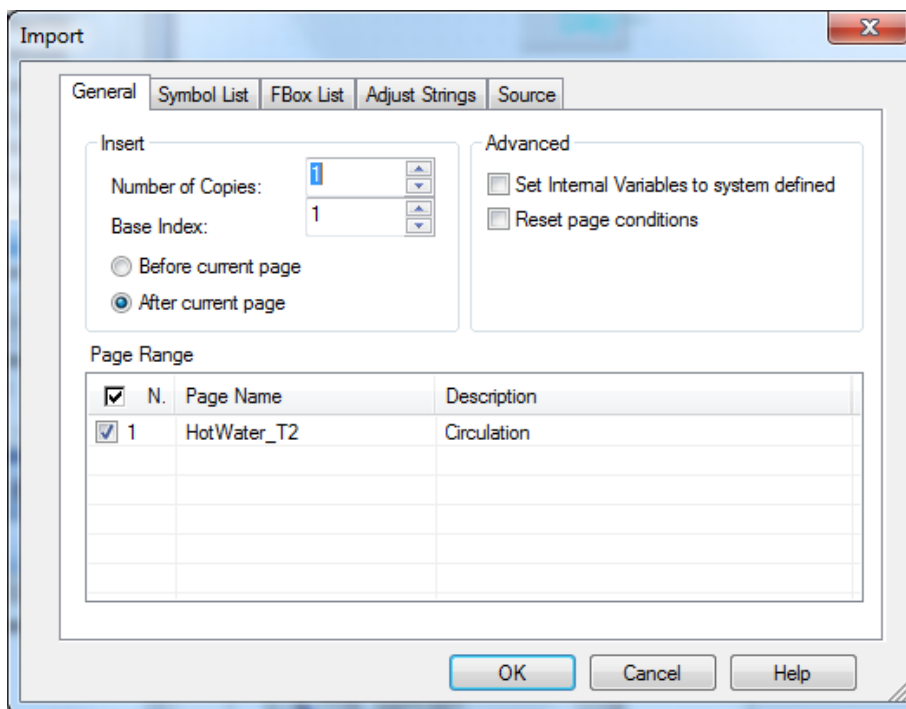 Import
General Symbol List FBox List Adjust Strings Source
Insert
Number of Copies: 1
Base Index: 1
Before current page
After current page
Advanced
Set Internal Variables to system defined
Reset page conditions
Page Range
N. Page Name Description
1 HotWater_T2 Circulation
OK Cancel Help